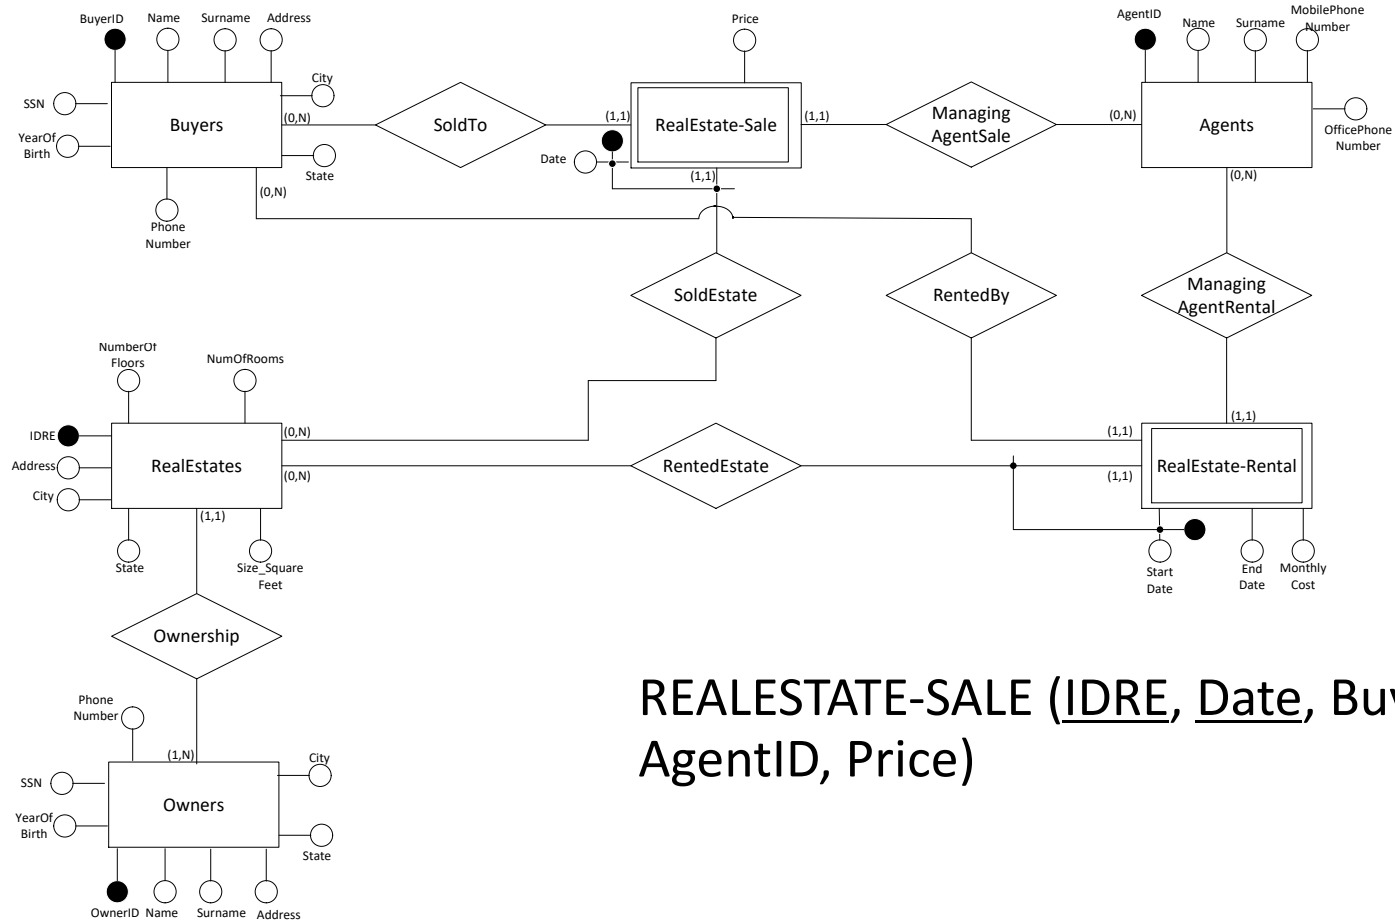 BuyerID
Name
Surname
Address
Price
AgentID
Name
Surname
MobilePhone
Number
SSN
YearOf
Birth
Buyers
City
State
(0,N)
(0,N)
Phone
Number
SoldTo
(1,1)
Date
RealEstate-Sale
(1,1)
(1,1)
Managing
AgentSale
(0,N)
Agents
(0,N)
OfficePhone
Number
SoldEstate
RentedBy
Managing
AgentRental
NumberOf
Floors
NumOfRooms
IDRE
Address
City
RealEstates
(0,N)
(0,N)
(1,1)
State
Size_Square
Feet
RentedEstate
(1,1)
(1,1)
(1,1)
RealEstate-Rental
Start
Date
End
Date
Monthly
Cost
Ownership
Phone
Number
(1,N)
SSN
YearOf
Birth
Owners
City
State
OwnerID
Name
Surname
Address
REALESTATE-SALE (IDRE, Date, Buy
AgentID, Price)